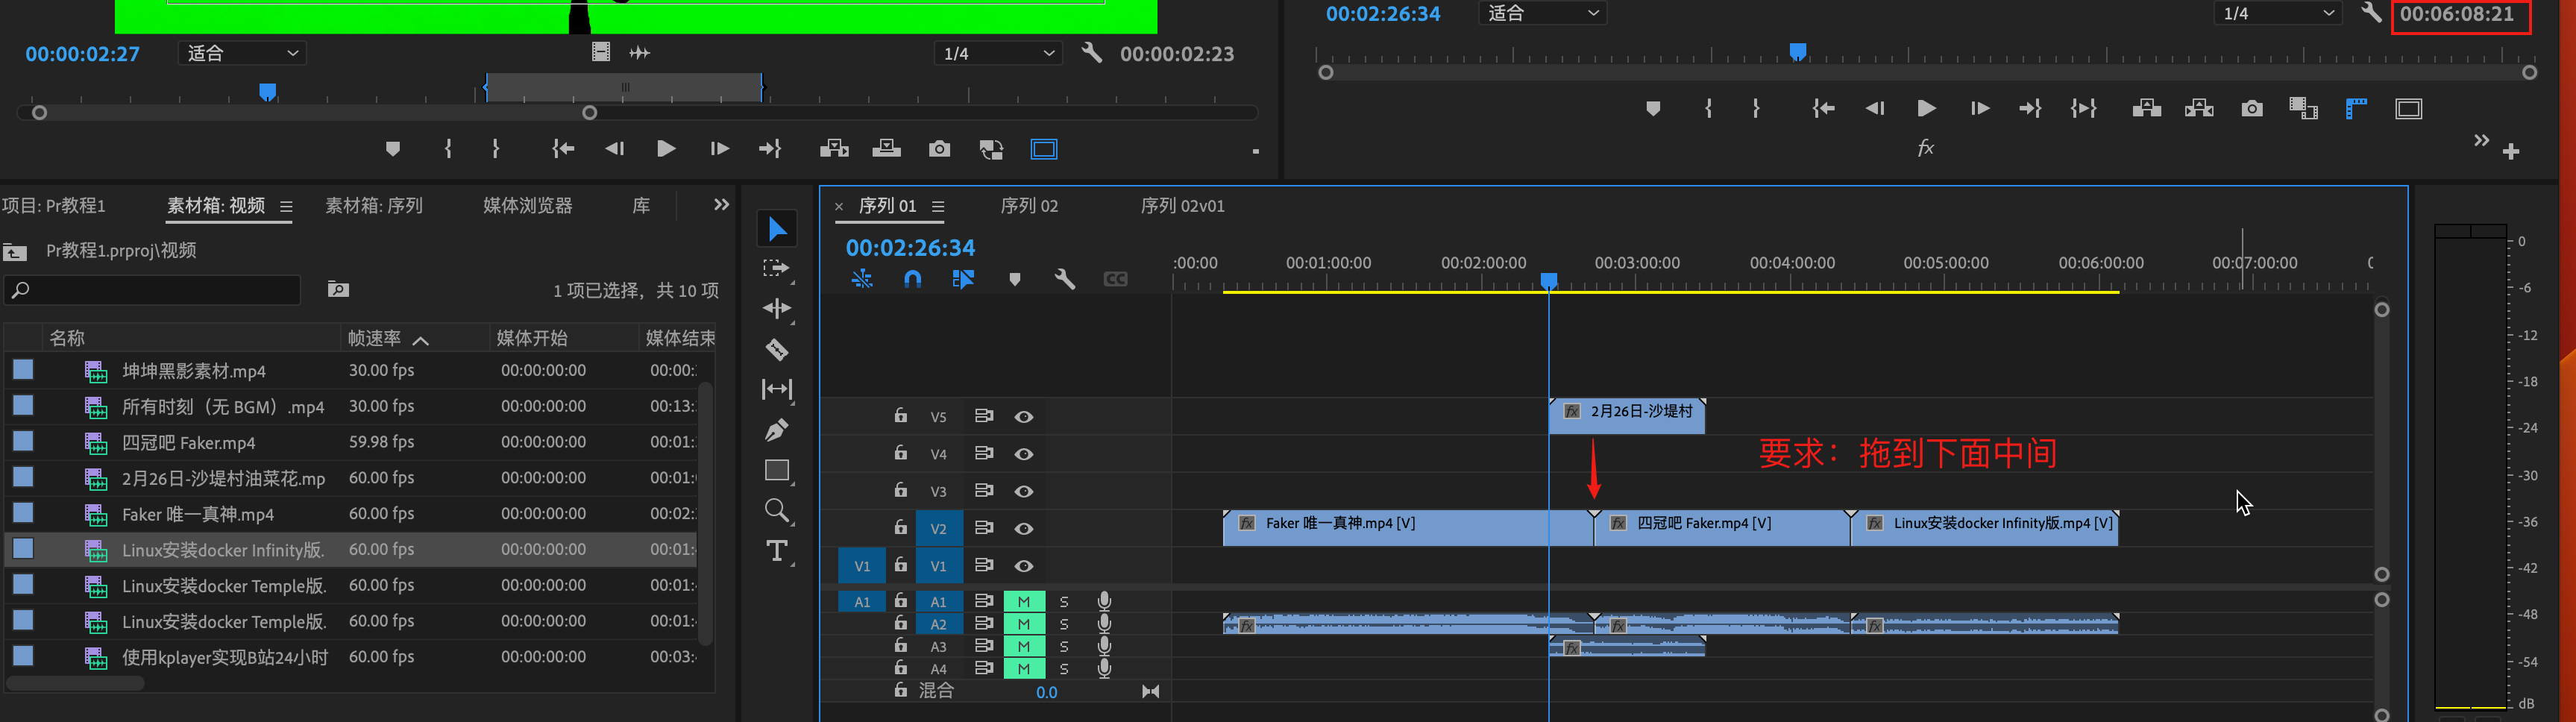 00:02:26:34
适合
1/4
00:06:08:21
00:00:02:27
适合
1/4
00:00:02:23
fx
项目: Pr教程1
素材箱: 视频
素材箱: 序列
媒体浏览器
库
Pr教程1.prproj\视频
1 项已选择，共 10 项
名称
帧速率
媒体开始
媒体结束
坤坤黑影素材.mp4
30.00 fps
00:00:00:00
00:00:
所有时刻（无 BGM）.mp4
30.00 fps
00:00:00:00
00:13:
四冠吧 Faker.mp4
59.98 fps
00:00:00:00
00:01:
2月26日-沙堤村油菜花.mp
60.00 fps
00:00:00:00
00:01:
Faker 唯一真神.mp4
60.00 fps
00:00:00:00
00:02:
Linux安装docker Infinity版.
60.00 fps
00:00:00:00
00:01:
Linux安装docker Temple版.
60.00 fps
00:00:00:00
00:01:
Linux安装docker Temple版.
60.00 fps
00:00:00:00
00:01:
使用kplayer实现B站24小时
60.00 fps
00:00:00:00
00:03:
T
× 序列 01
序列 02
序列 02v01
00:02:26:34
CC
:00:00
00:01:00:00
00:02:00:00
00:03:00:00
00:04:00:00
00:05:00:00
00:06:00:00
00:07:00:00
V5
fx 2月26日-沙堤村
V4
要求：拖到下面中间
V3
V2
fx Faker 唯一真神.mp4 [V]
fx 四冠吧 Faker.mp4 [V]
fx Linux安装docker Infinity版.mp4 [V]
V1
V1
A1
A1
M
S
A2
M
S
fx
fx
fx
A3
M
S
fx
A4
M
S
混合
0.0
0
-6
-12
-18
-24
-30
-36
-42
-48
-54
dB